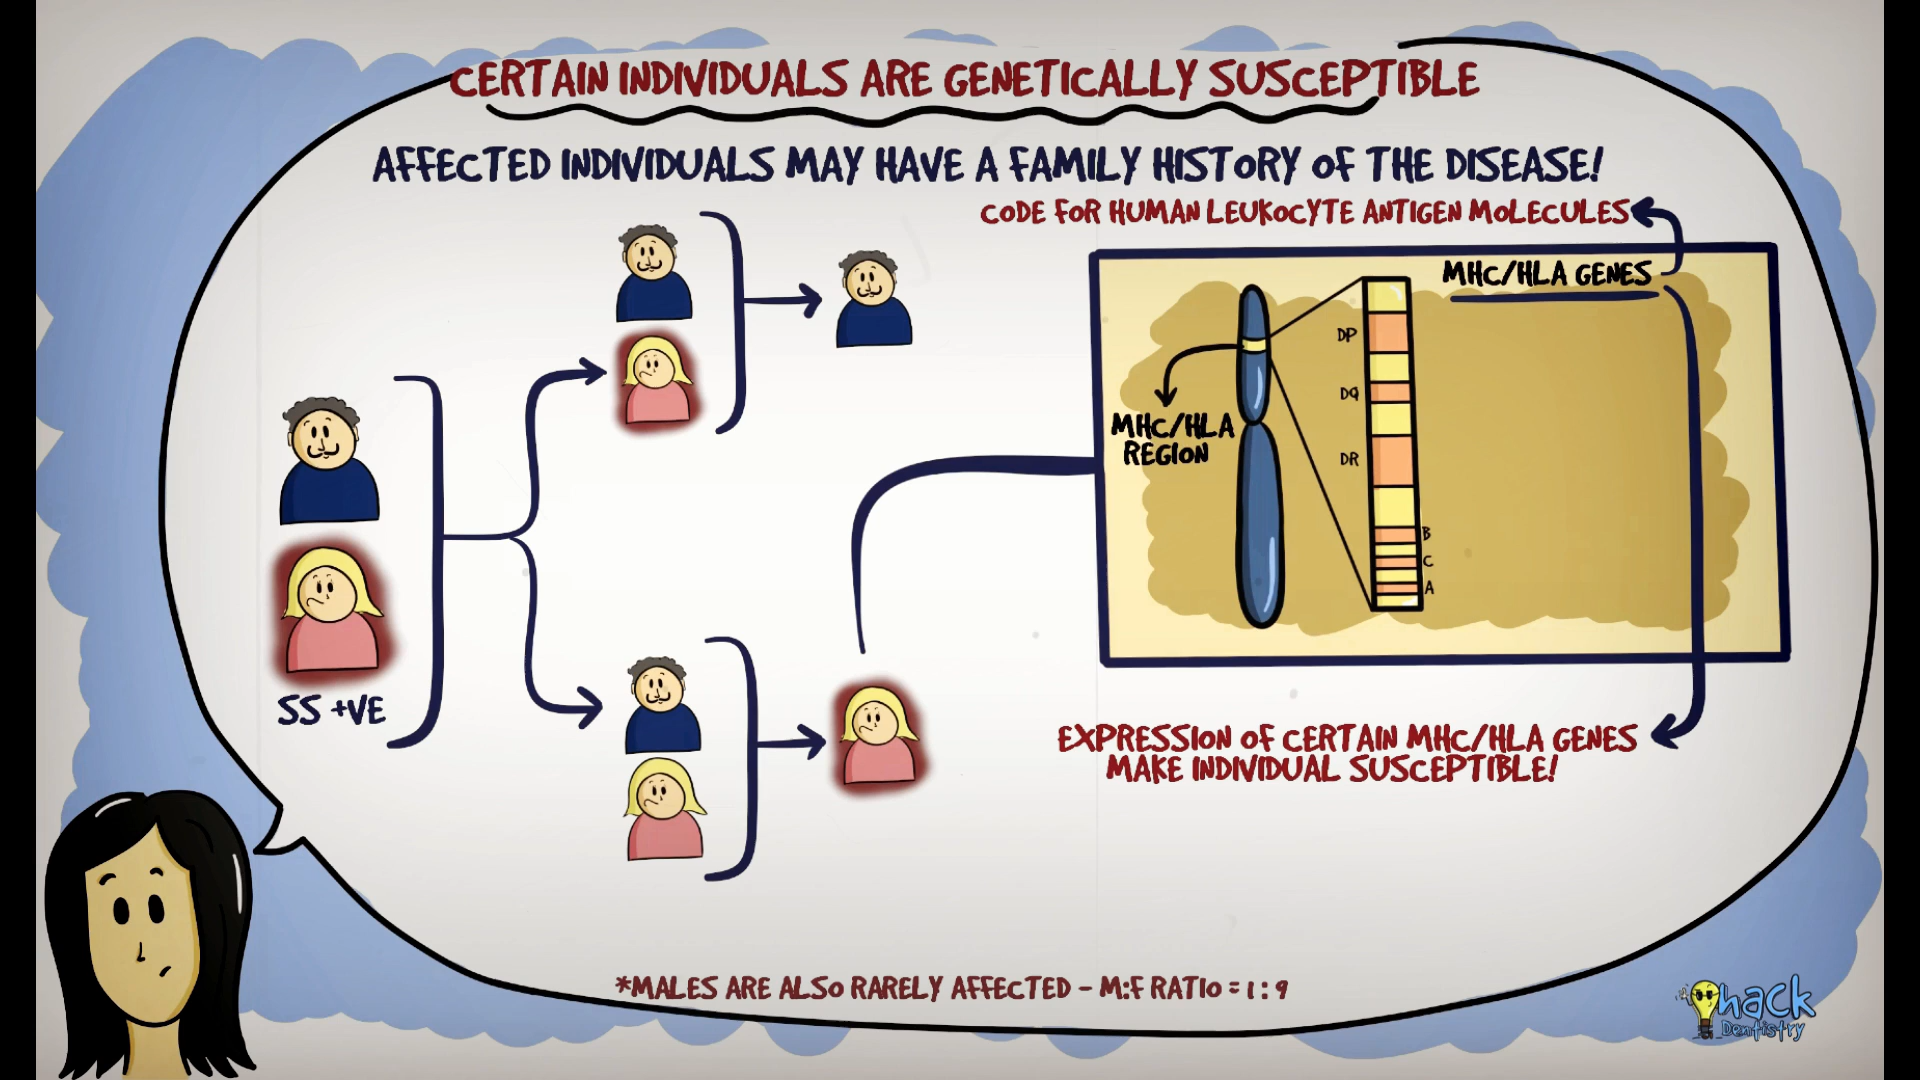 CERTAIN INDIVIDUALS ARE GENETICALLY SUSCEPTIBLE
AFFECTED INDIVIDUALS MAY HAVE A FAMILY HISTORY OF THE DISEASE!
CODE FOR HUMAN LEUKOCYTE ANTIGEN MOLECULES
MHC/HLA GENES
DP
DQ
MHC/HLA
REGION
DR
B
C
A
SS +VE
EXPRESSION OF CERTAIN MHC/HLA GENES
MAKE INDIVIDUAL SUSCEPTIBLE!
*MALES ARE ALSO RARELY AFFECTED - M:F RATIO = 1 : 9
hack
Dentistry